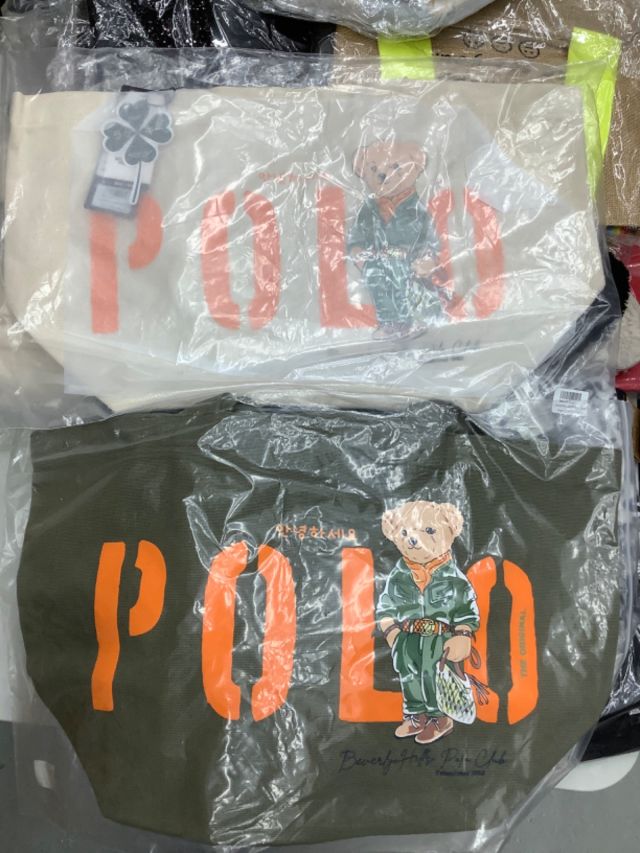 POLO
안녕하세요
POLO
THE ORIGINAL
Beverly Hills Polo Club